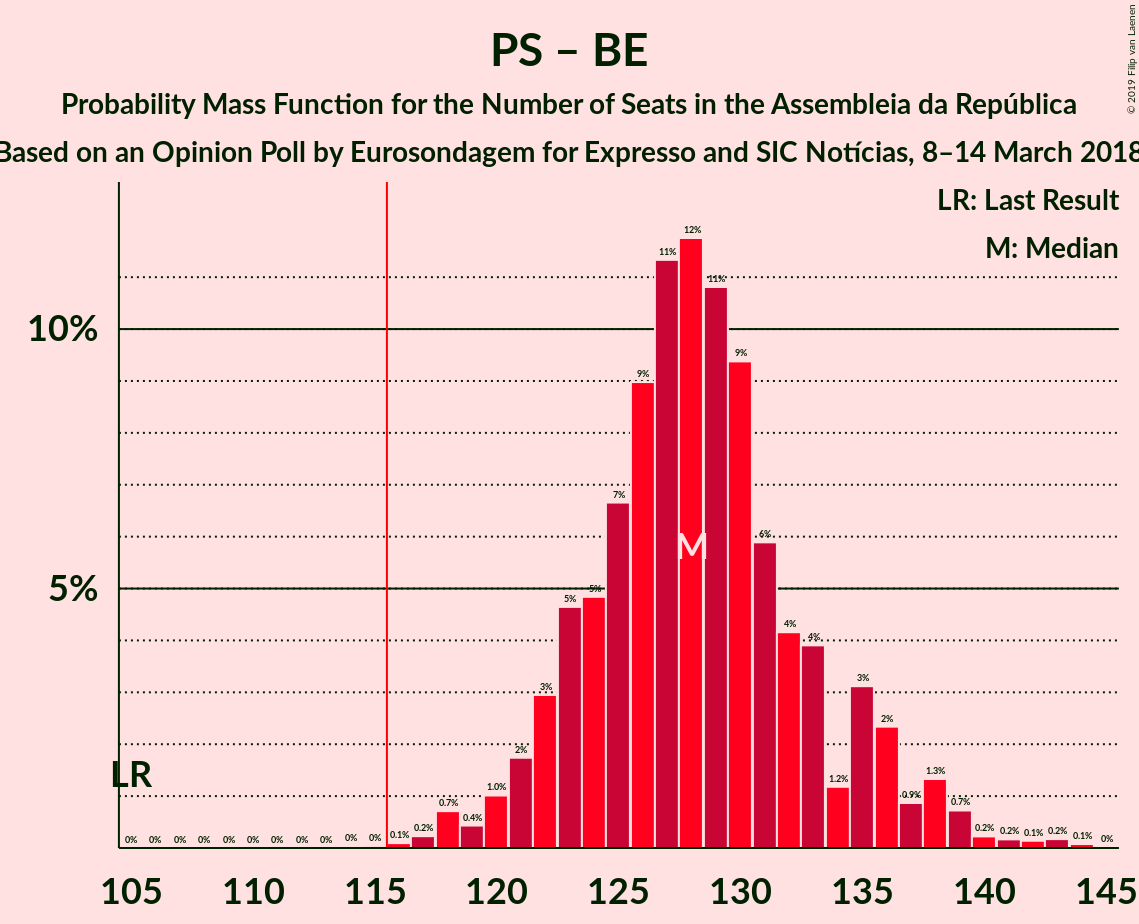 PS – BE
Probability Mass Function for the Number of Seats in the Assembleia da República
Based on an Opinion Poll by Eurosondagem for Expresso and SIC Notícias, 8–14 March 2018
© 2019 Filip van Laenen
LR: Last Result
M: Median
10%
5%
LR
M
0% 0% 0% 0% 0% 0% 0% 0% 0% 0% 0% 0.1% 0.2% 0.7% 0.4% 1.0% 2% 3% 5% 5% 7% 9% 11% 12% 11% 9% 6% 4% 4% 1.2% 3% 2% 0.9% 1.3% 0.7% 0.2% 0.2% 0.1% 0.2% 0.1% 0%
105 110 115 120 125 130 135 140 145